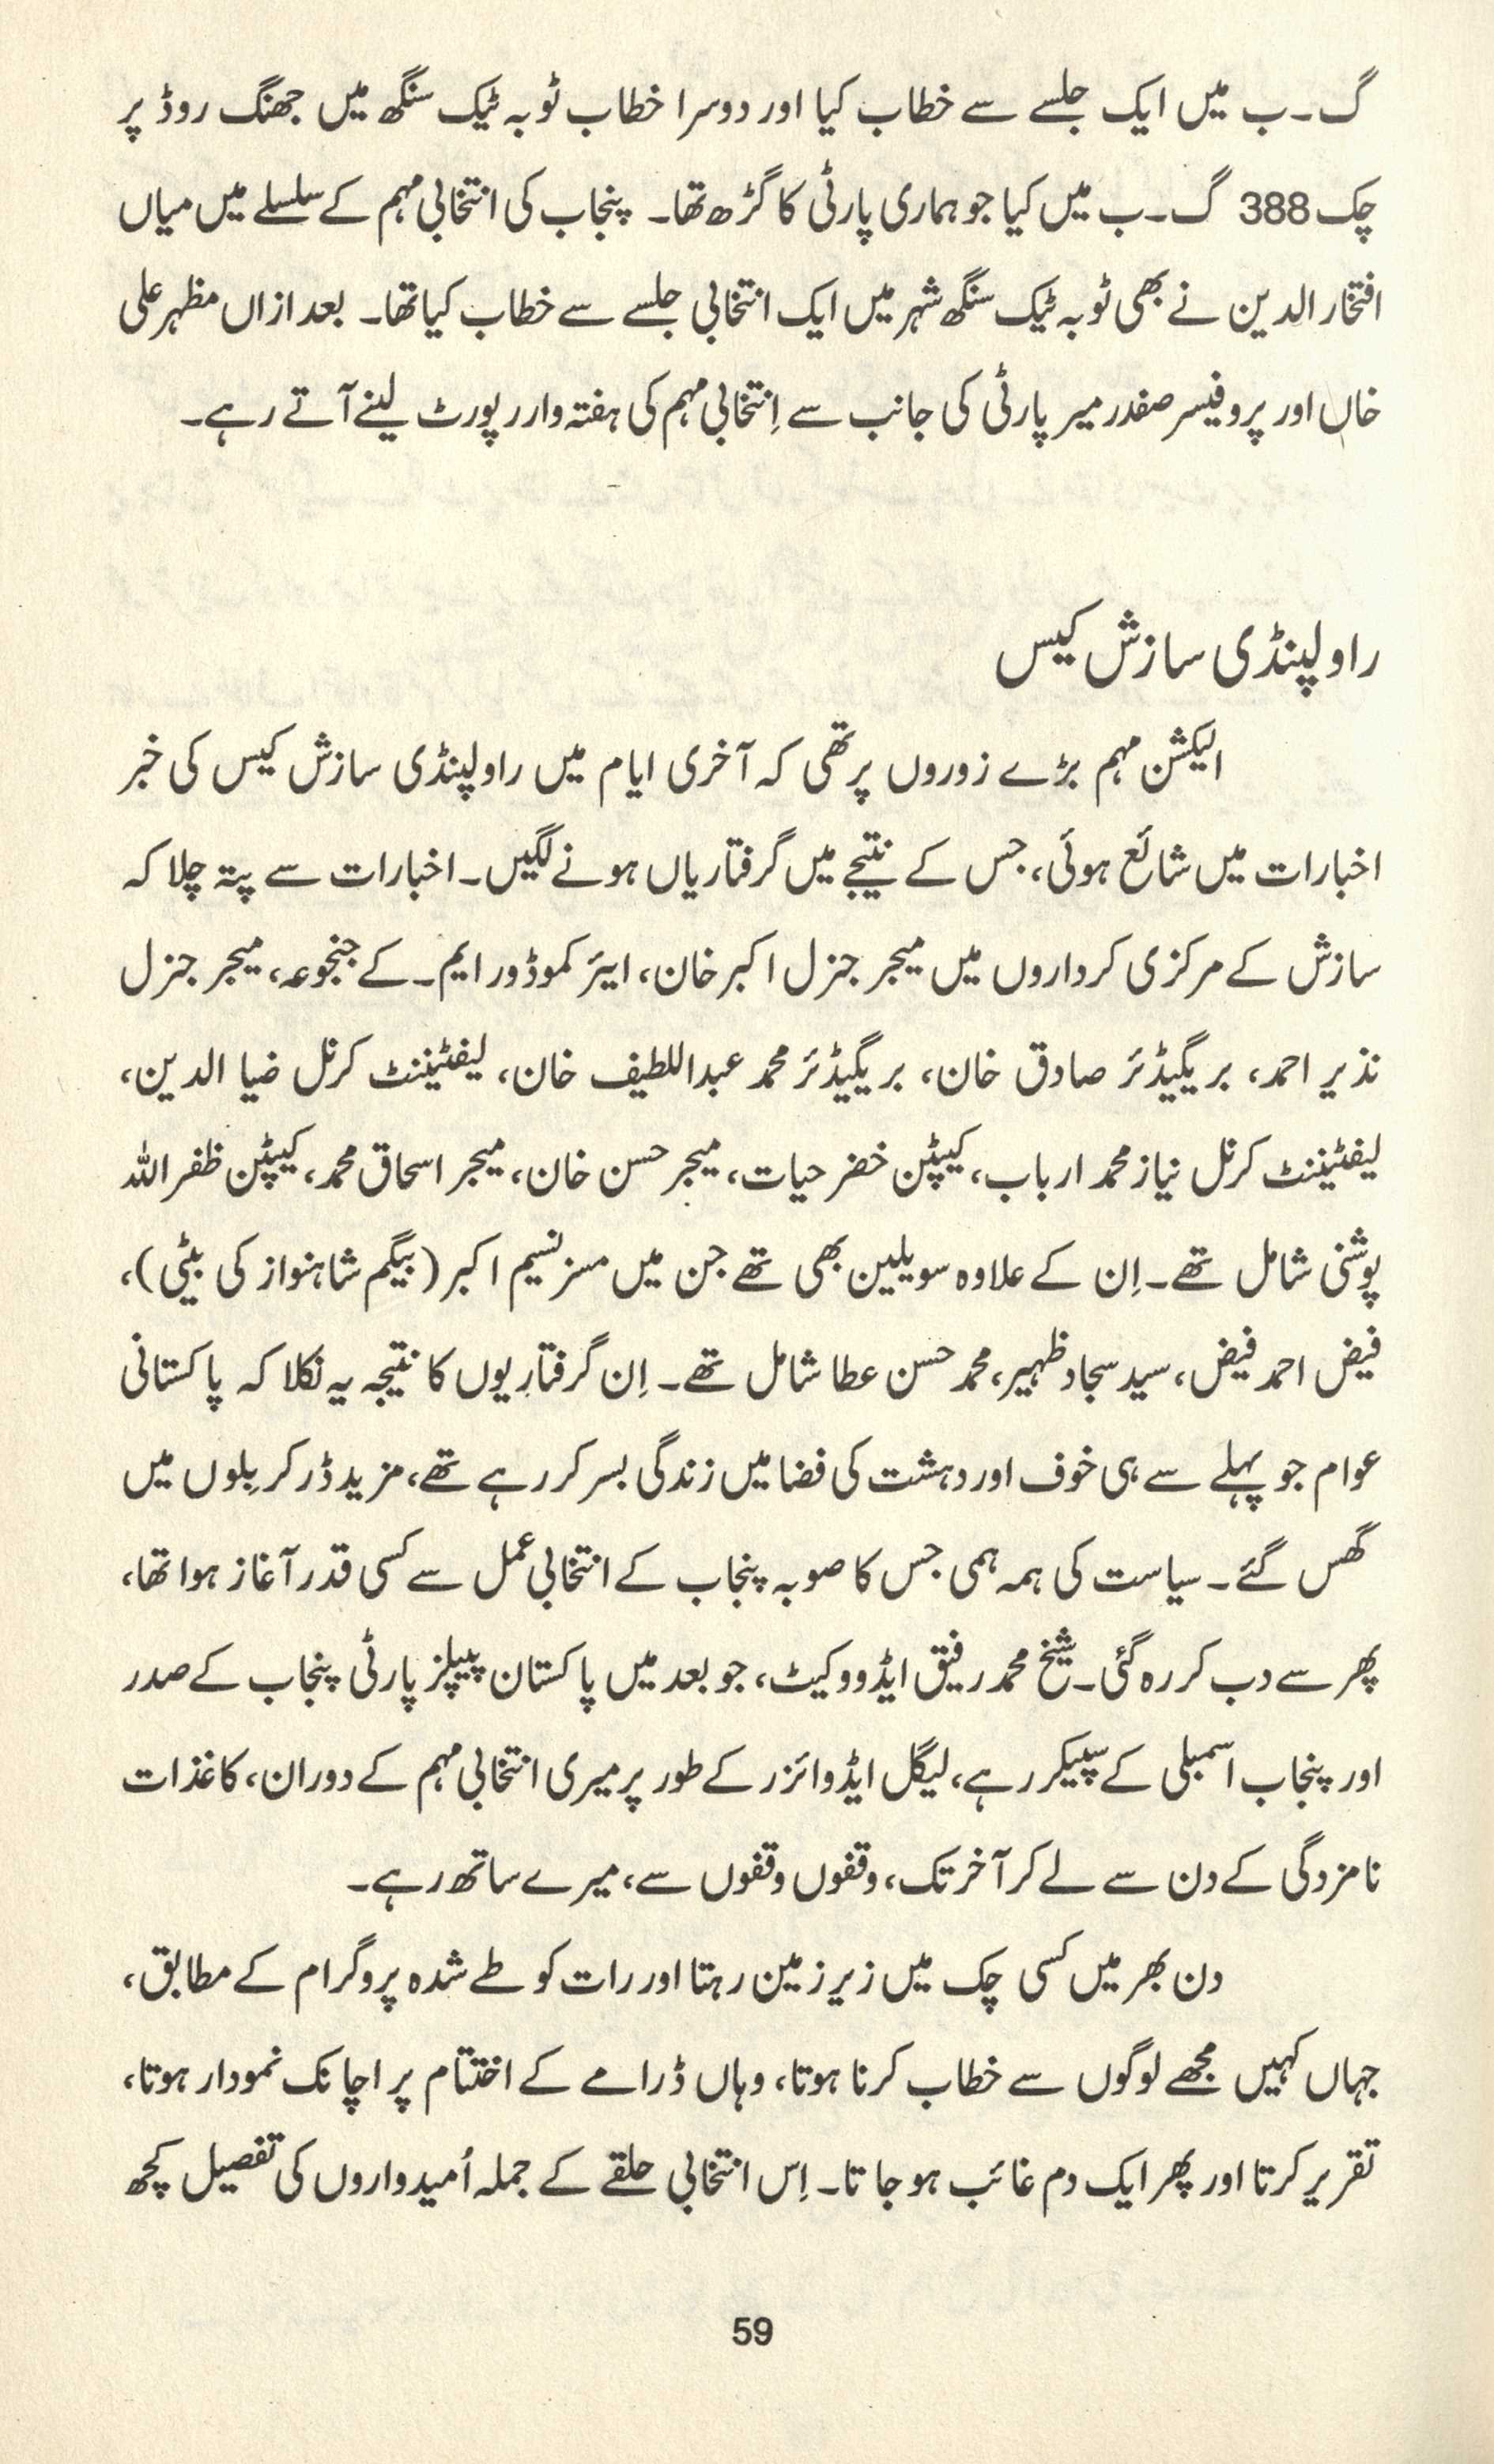 گ۔ب میں ایک جلسے سے خطاب کیا اور دوسرا خطاب ٹوبہ ٹیک سنگھ میں جھنگ روڈ پر
چک 388 گ۔ب میں کیا جو ہماری پارٹی کا گڑھ تھا۔ پنجاب کی انتخابی مہم کے سلسلے میں میاں
افتخار الدین نے بھی ٹوبہ ٹیک سنگھ شہر میں ایک انتخابی جلسے سے خطاب کیا تھا۔ بعد ازاں مظہر علی
خاں اور پروفیسر صفدر میر پارٹی کی جانب سے اِنتخابی مہم کی ہفتہ وار رپورٹ لینے آتے رہے۔
راولپنڈی سازش کیس
الیکشن مہم بڑے زوروں پر تھی کہ آخری ایام میں راولپنڈی سازش کیس کی خبر
اخبارات میں شائع ہوئی، جس کے نتیجے میں گرفتاریاں ہونے لگیں۔ اخبارات سے پتہ چلا کہ
سازش کے مرکزی کرداروں میں میجر جنرل اکبر خان، ایئر کموڈور ایم۔ کے جنجوعہ، میجر جنرل
نذیر احمد، بریگیڈئر صادق خان، بریگیڈئر محمد عبداللطیف خان، لیفٹیننٹ کرنل ضیا الدین،
لیفٹیننٹ کرنل نیاز محمد ارباب، کیپٹن خضر حیات، میجر حسن خان، میجر اسحاق محمد، کیپٹن ظفر اللہ
پوشنی شامل تھے۔ اِن کے علاوہ سویلین بھی تھے جن میں مسز نسیم اکبر (بیگم شاہنواز کی بیٹی)،
فیض احمد فیض، سید سجاد ظہیر، محمد حسن عطا شامل تھے۔ اِن گرفتاریوں کا نتیجہ یہ نکلا کہ پاکستانی
عوام جو پہلے سے ہی خوف اور دہشت کی فضا میں زندگی بسر کر رہے تھے، مزید ڈر کر بِلوں میں
گھس گئے۔ سیاست کی ہمہ ہمی جس کا صوبہ پنجاب کے انتخابی عمل سے کسی قدر آغاز ہوا تھا،
پھر سے دب کر رہ گئی۔ شیخ محمد رفیق ایڈووکیٹ، جو بعد میں پاکستان پیپلز پارٹی پنجاب کے صدر
اور پنجاب اسمبلی کے سپیکر رہے، لیگل ایڈوائزر کے طور پر میری انتخابی مہم کے دوران، کاغذات
نامزدگی کے دن سے لے کر آخر تک، وقفوں وقفوں سے، میرے ساتھ رہے۔
دن بھر میں کسی چک میں زیرِ زمین رہتا اور رات کو طے شدہ پروگرام کے مطابق،
جہاں کہیں مجھے لوگوں سے خطاب کرنا ہوتا، وہاں ڈرامے کے اختتام پر اچانک نمودار ہوتا،
تقریر کرتا اور پھر ایک دم غائب ہو جاتا۔ اِس انتخابی حلقے کے جملہ اُمیدواروں کی تفصیل کچھ
59